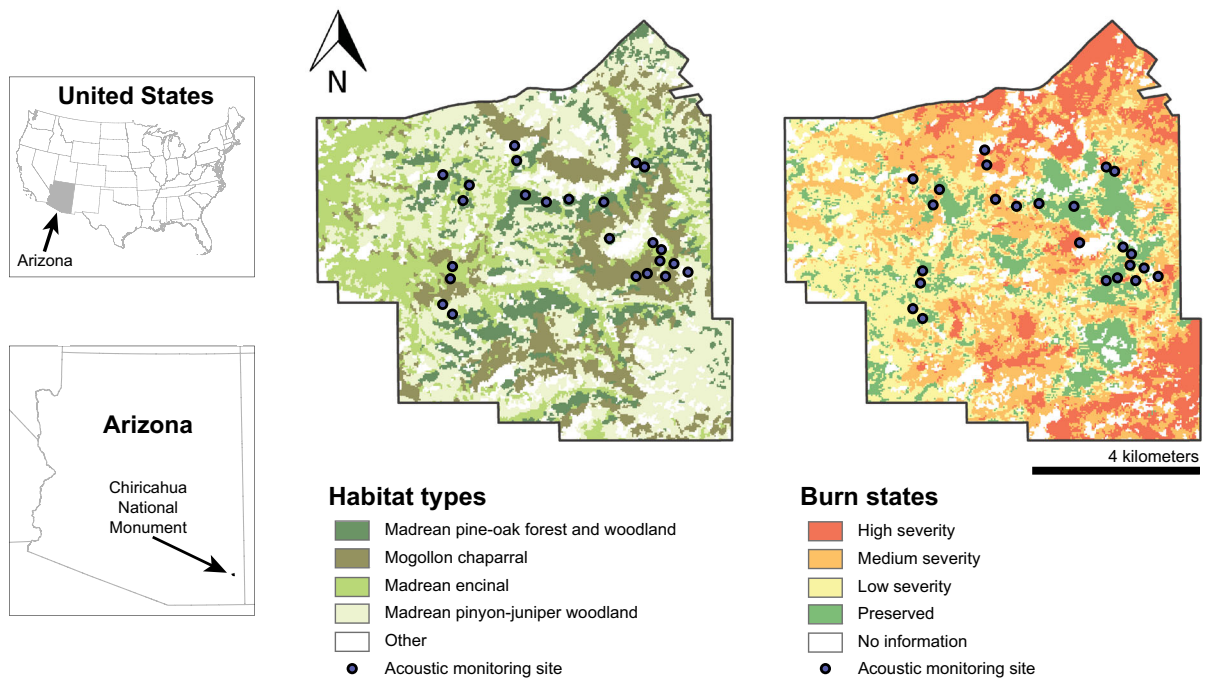 United States
Arizona
Arizona
Chiricahua
National
Monument
N
4 kilometers
Habitat types
Madrean pine-oak forest and woodland
Mogollon chaparral
Madrean encinal
Madrean pinyon-juniper woodland
Other
Acoustic monitoring site
Burn states
High severity
Medium severity
Low severity
Preserved
No information
Acoustic monitoring site